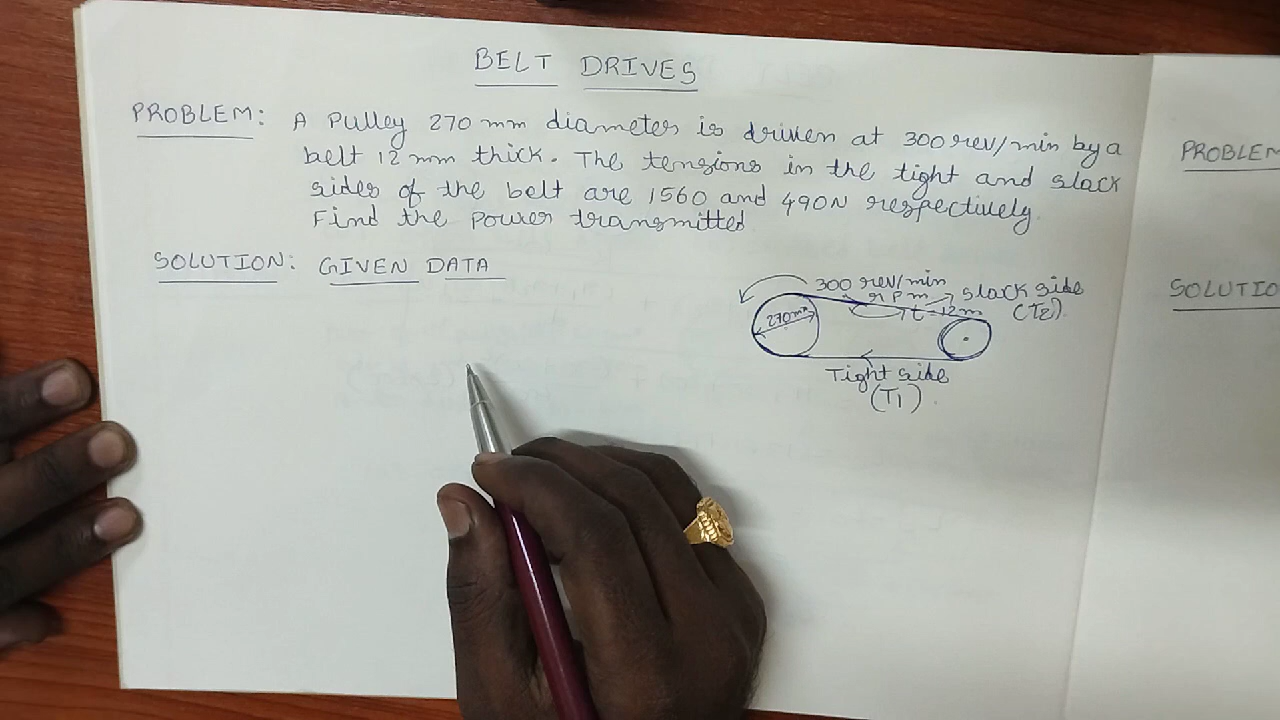 BELT DRIVES
PROBLEM: A Pulley 270 mm diameter is driven at 300 rev/min by a
belt 12 mm thick. The tensions in the tight and slack
sides of the belt are 1560 and 490N respectively.
Find the Power transmitted
SOLUTION: GIVEN DATA
300 rev/min
rpm
slack side
(T2).
270mm
t=12m
Tight side
(T1).
PROBLEM
SOLUTIO